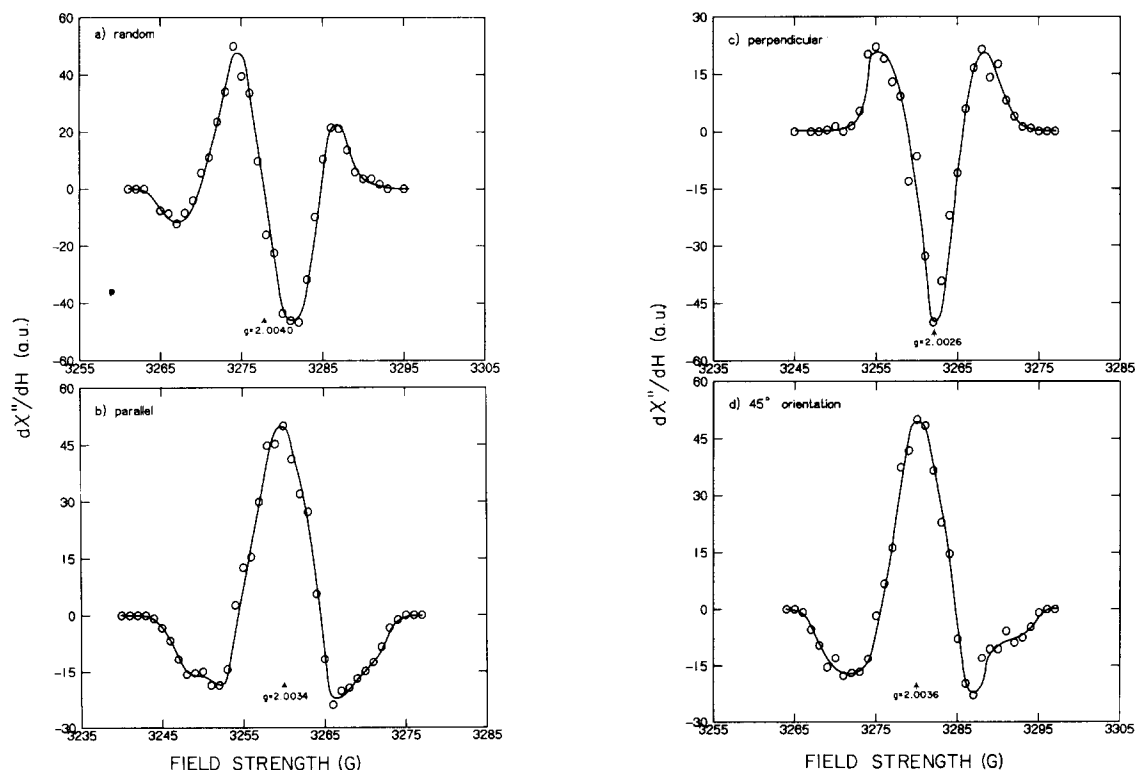 a) random
60
40
20
0
-20
-40
-60
g=2.0040
3255 3265 3275 3285 3295 3305
b) parallel
60
45
30
15
0
-15
-30
g=2.0034
3235 3245 3255 3265 3275 3285
dX"/dH (a.u.)
FIELD STRENGTH (G)
c) perpendicular
30
15
0
-15
-30
-45
-60
g=2.0026
3235 3245 3255 3265 3275 3285
d) 45° orientation
60
45
30
15
0
-15
-30
g=2.0036
3255 3265 3275 3285 3295 3305
dX"/dH (a.u.)
FIELD STRENGTH (G)